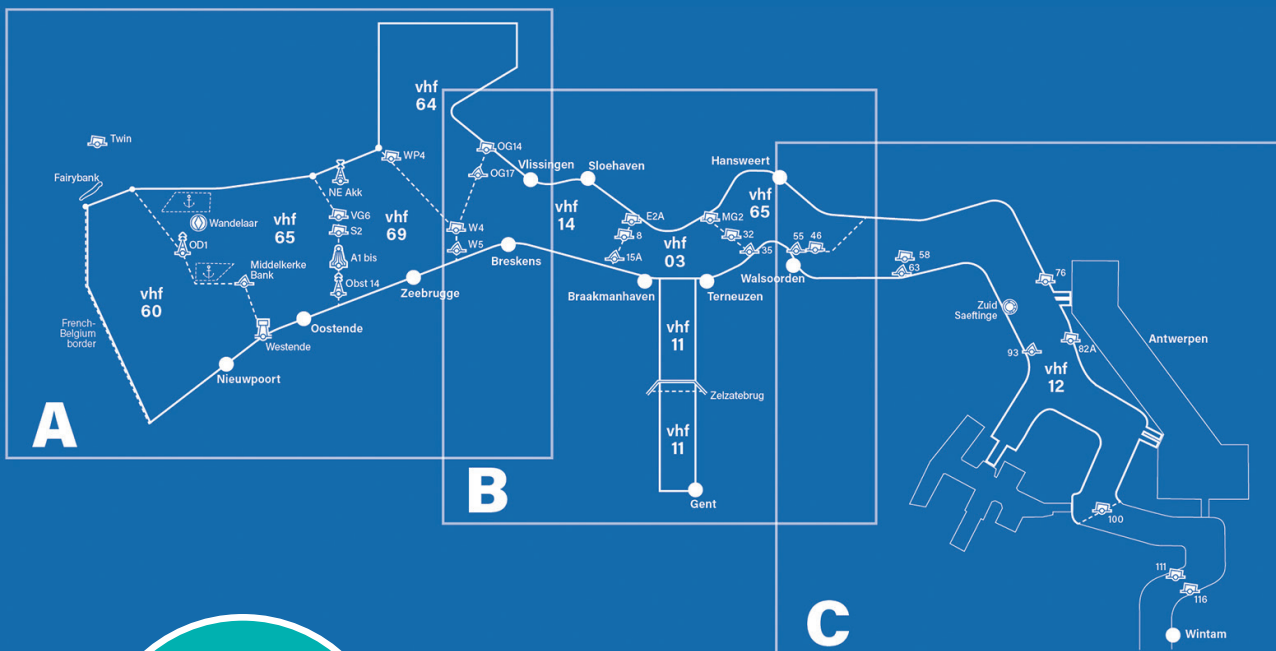 vhf
64
Twin
WP4
OG14
Vlissingen
Sloehaven
Hansweert
OG17
Fairybank
NE Akk
vhf
65
vhf
14
E2A
MG2
VG6
Wandelaar
vhf
65
vhf
69
S2
W4
8
32
55
46
W5
vhf
03
35
OD1
A1 bis
15A
58
63
Middelkerke
Bank
Breskens
Walsoorden
76
Obst 14
Zeebrugge
Braakmanhaven
Terneuzen
vhf
60
Zuid
Saeftinge
French-
Belgium
border
Oostende
Westende
vhf
11
Antwerpen
93
82A
Nieuwpoort
vhf
12
Zelzatebrug
A
vhf
11
B
Gent
100
111
116
C
Wintam